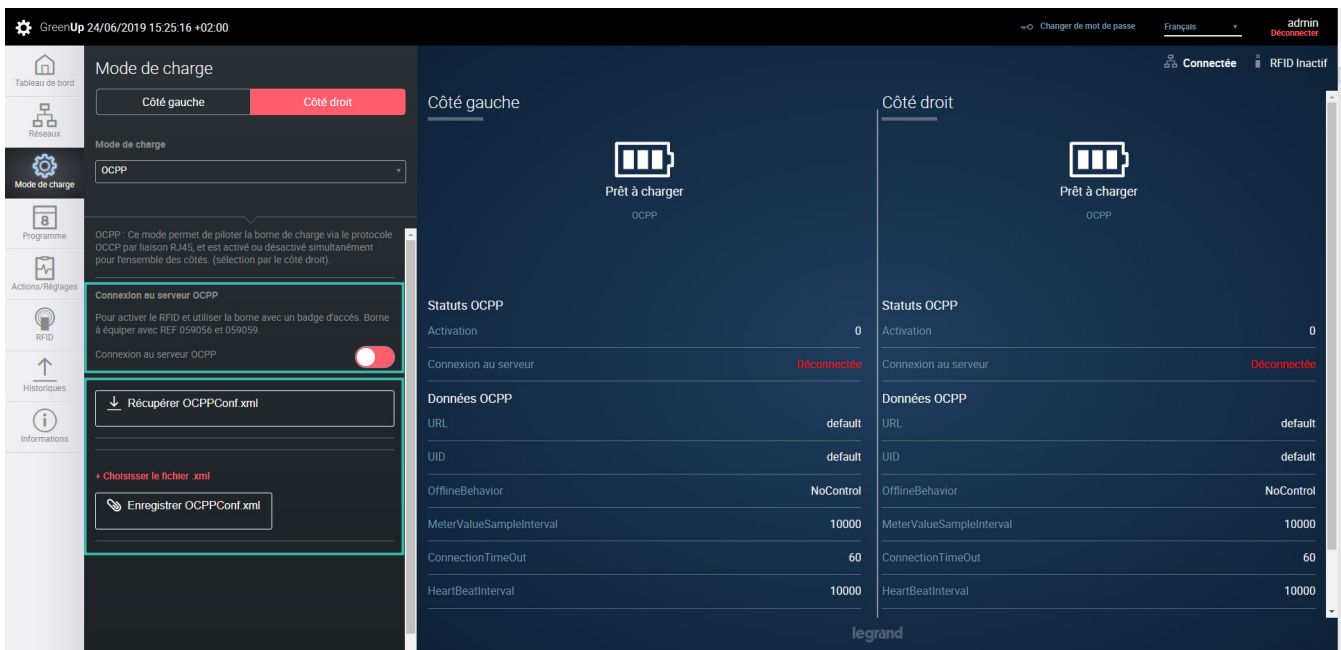 GreenUp 24/06/2019 15:25:16 +02:00
Changer de mot de passe
Français
admin
Déconnecter
Tableau de bord
Réseaux
Mode de charge
8
Programme
Actions/Réglages
RFID
Historiques
Informations
Mode de charge
Côté gauche
Côté droit
Mode de charge
OCPP
OCPP : Ce mode permet de piloter la borne de charge via le protocole
OCCP par liaison RJ45, et est activé ou désactivé simultanément
pour l'ensemble des côtés. (sélection par le côté droit).
Connexion au serveur OCPP
Pour activer le RFID et utiliser la borne avec un badge d'accés. Borne
à équiper avec REF 059056 et 059059.
Connexion au serveur OCPP
Récupérer OCPPConf.xml
+ Choisisser le fichier .xml
Enregistrer OCPPConf.xml
Connectée
RFID Inactif
Côté gauche
Prêt à charger
OCPP
Statuts OCPP
Activation 0
Connexion au serveur Déconnectée
Données OCPP
URL default
UID default
OfflineBehavior NoControl
MeterValueSampleInterval 10000
ConnectionTimeOut 60
HeartBeatInterval 10000
Côté droit
Prêt à charger
OCPP
Statuts OCPP
Activation 0
Connexion au serveur Déconnectée
Données OCPP
URL default
UID default
OfflineBehavior NoControl
MeterValueSampleInterval 10000
ConnectionTimeOut 60
HeartBeatInterval 10000
legrand